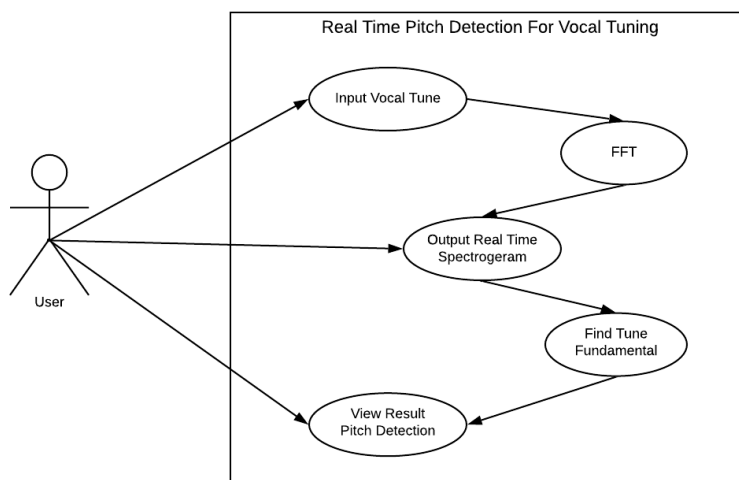 Real Time Pitch Detection For Vocal Tuning
Input Vocal Tune
FFT
Output Real Time
Spectrogeram
User
Find Tune
Fundamental
View Result
Pitch Detection